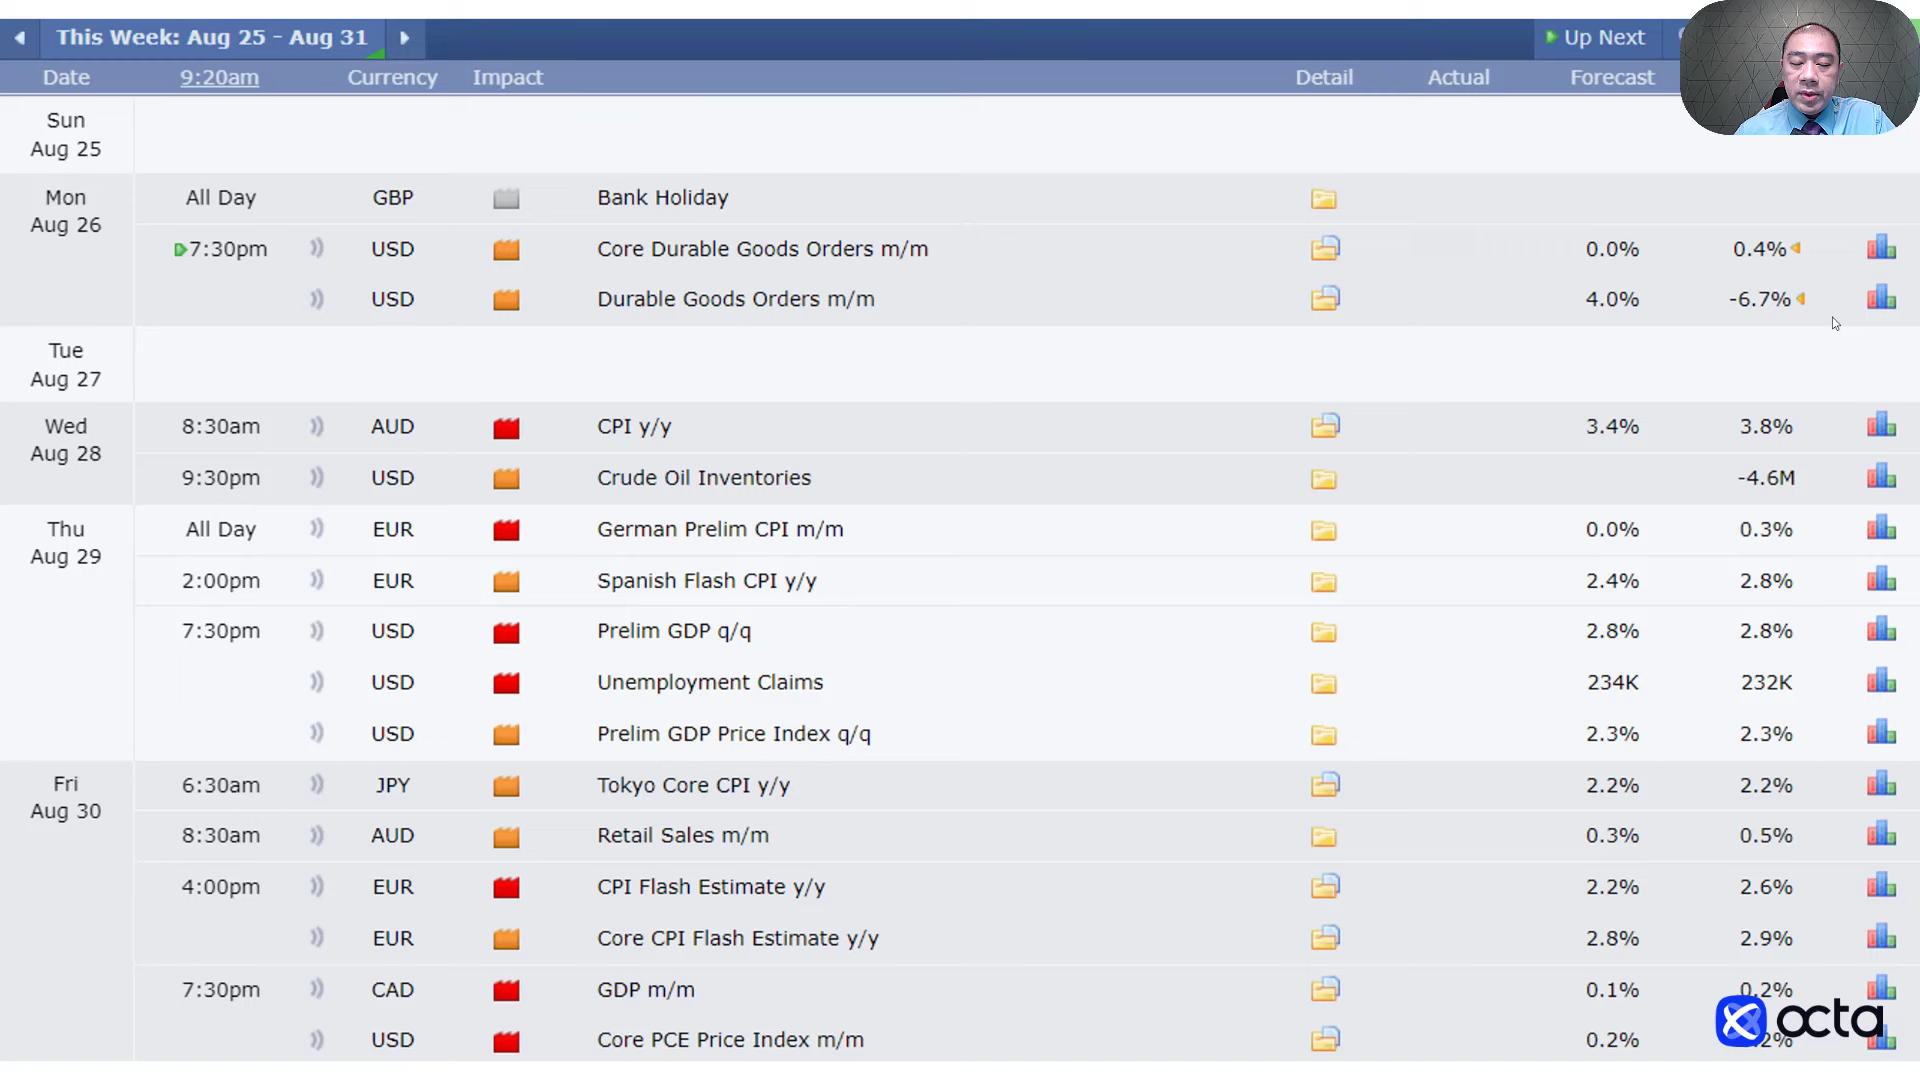 This Week: Aug 25 - Aug 31 Up Next
Date 9:20am Currency Impact Detail Actual Forecast
Sun
Aug 25
Mon
Aug 26
All Day GBP Bank Holiday
7:30pm USD Core Durable Goods Orders m/m 0.0% 0.4%
USD Durable Goods Orders m/m 4.0% -6.7%
Tue
Aug 27
Wed
Aug 28
8:30am AUD CPI y/y 3.4% 3.8%
9:30pm USD Crude Oil Inventories -4.6M
Thu
Aug 29
All Day EUR German Prelim CPI m/m 0.0% 0.3%
2:00pm EUR Spanish Flash CPI y/y 2.4% 2.8%
7:30pm USD Prelim GDP q/q 2.8% 2.8%
USD Unemployment Claims 234K 232K
USD Prelim GDP Price Index q/q 2.3% 2.3%
Fri
Aug 30
6:30am JPY Tokyo Core CPI y/y 2.2% 2.2%
8:30am AUD Retail Sales m/m 0.3% 0.5%
4:00pm EUR CPI Flash Estimate y/y 2.2% 2.6%
EUR Core CPI Flash Estimate y/y 2.8% 2.9%
7:30pm CAD GDP m/m 0.1% 0.2%
USD Core PCE Price Index m/m 0.2%
octa